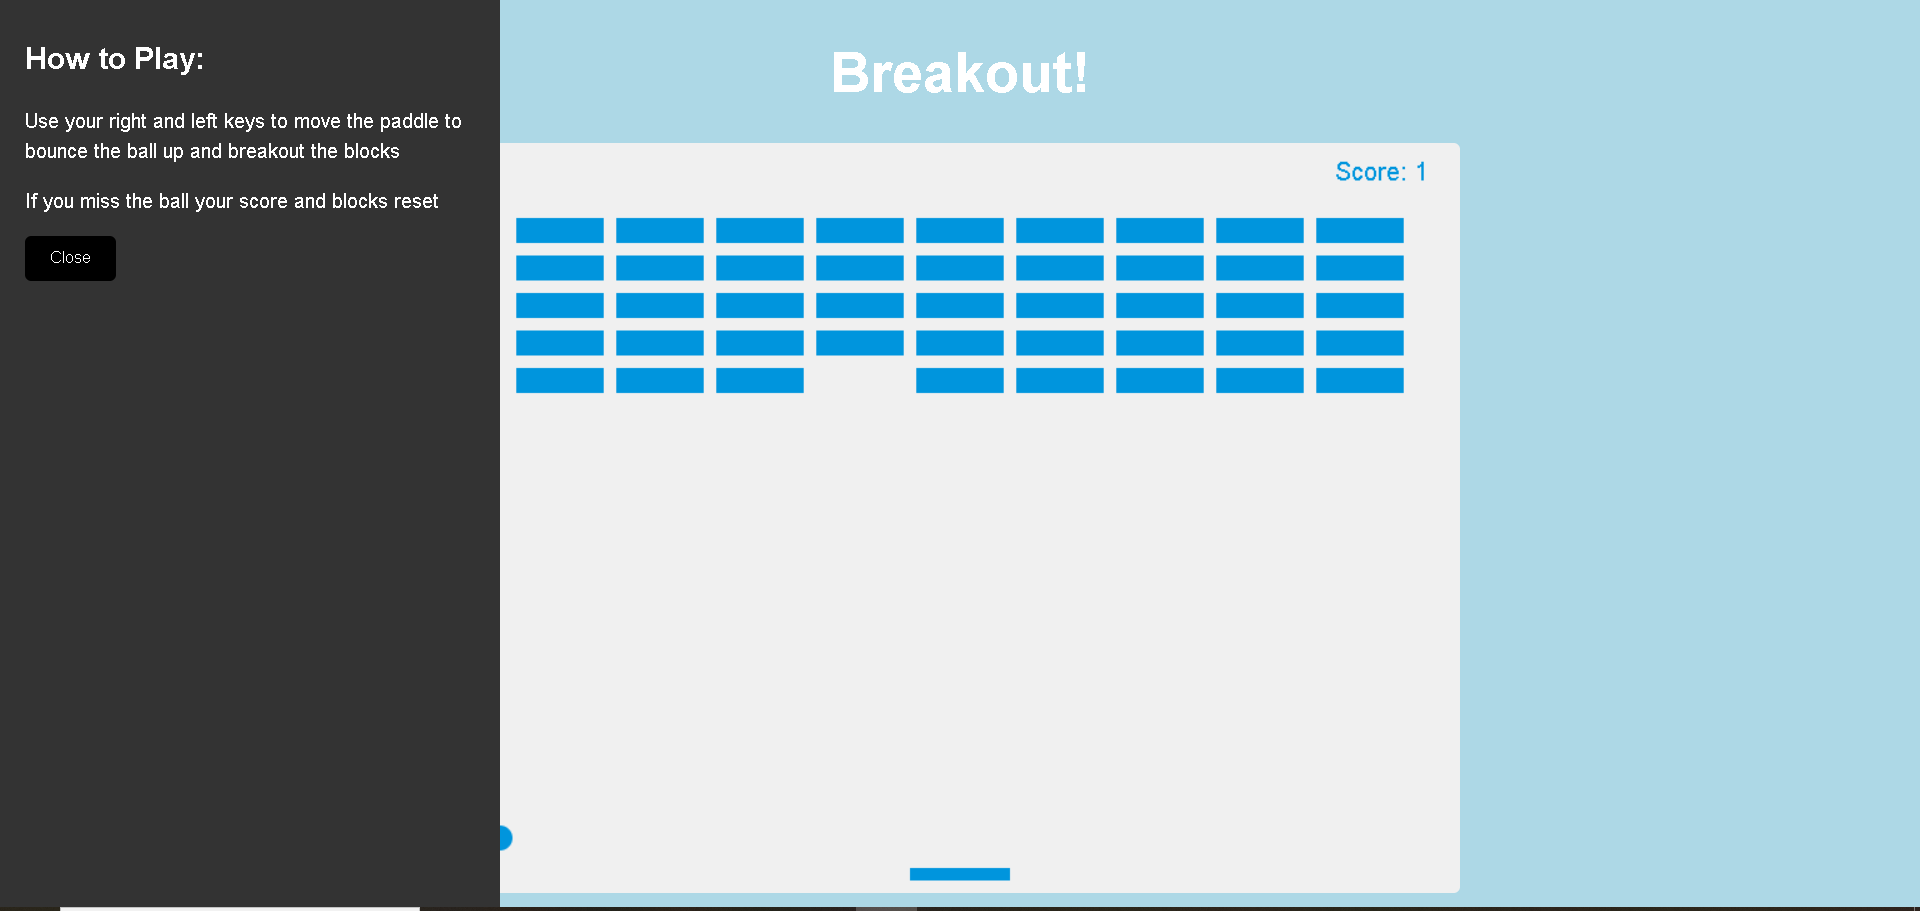 How to Play:
Use your right and left keys to move the paddle to
bounce the ball up and breakout the blocks
If you miss the ball your score and blocks reset
Close
Breakout!
Score: 1